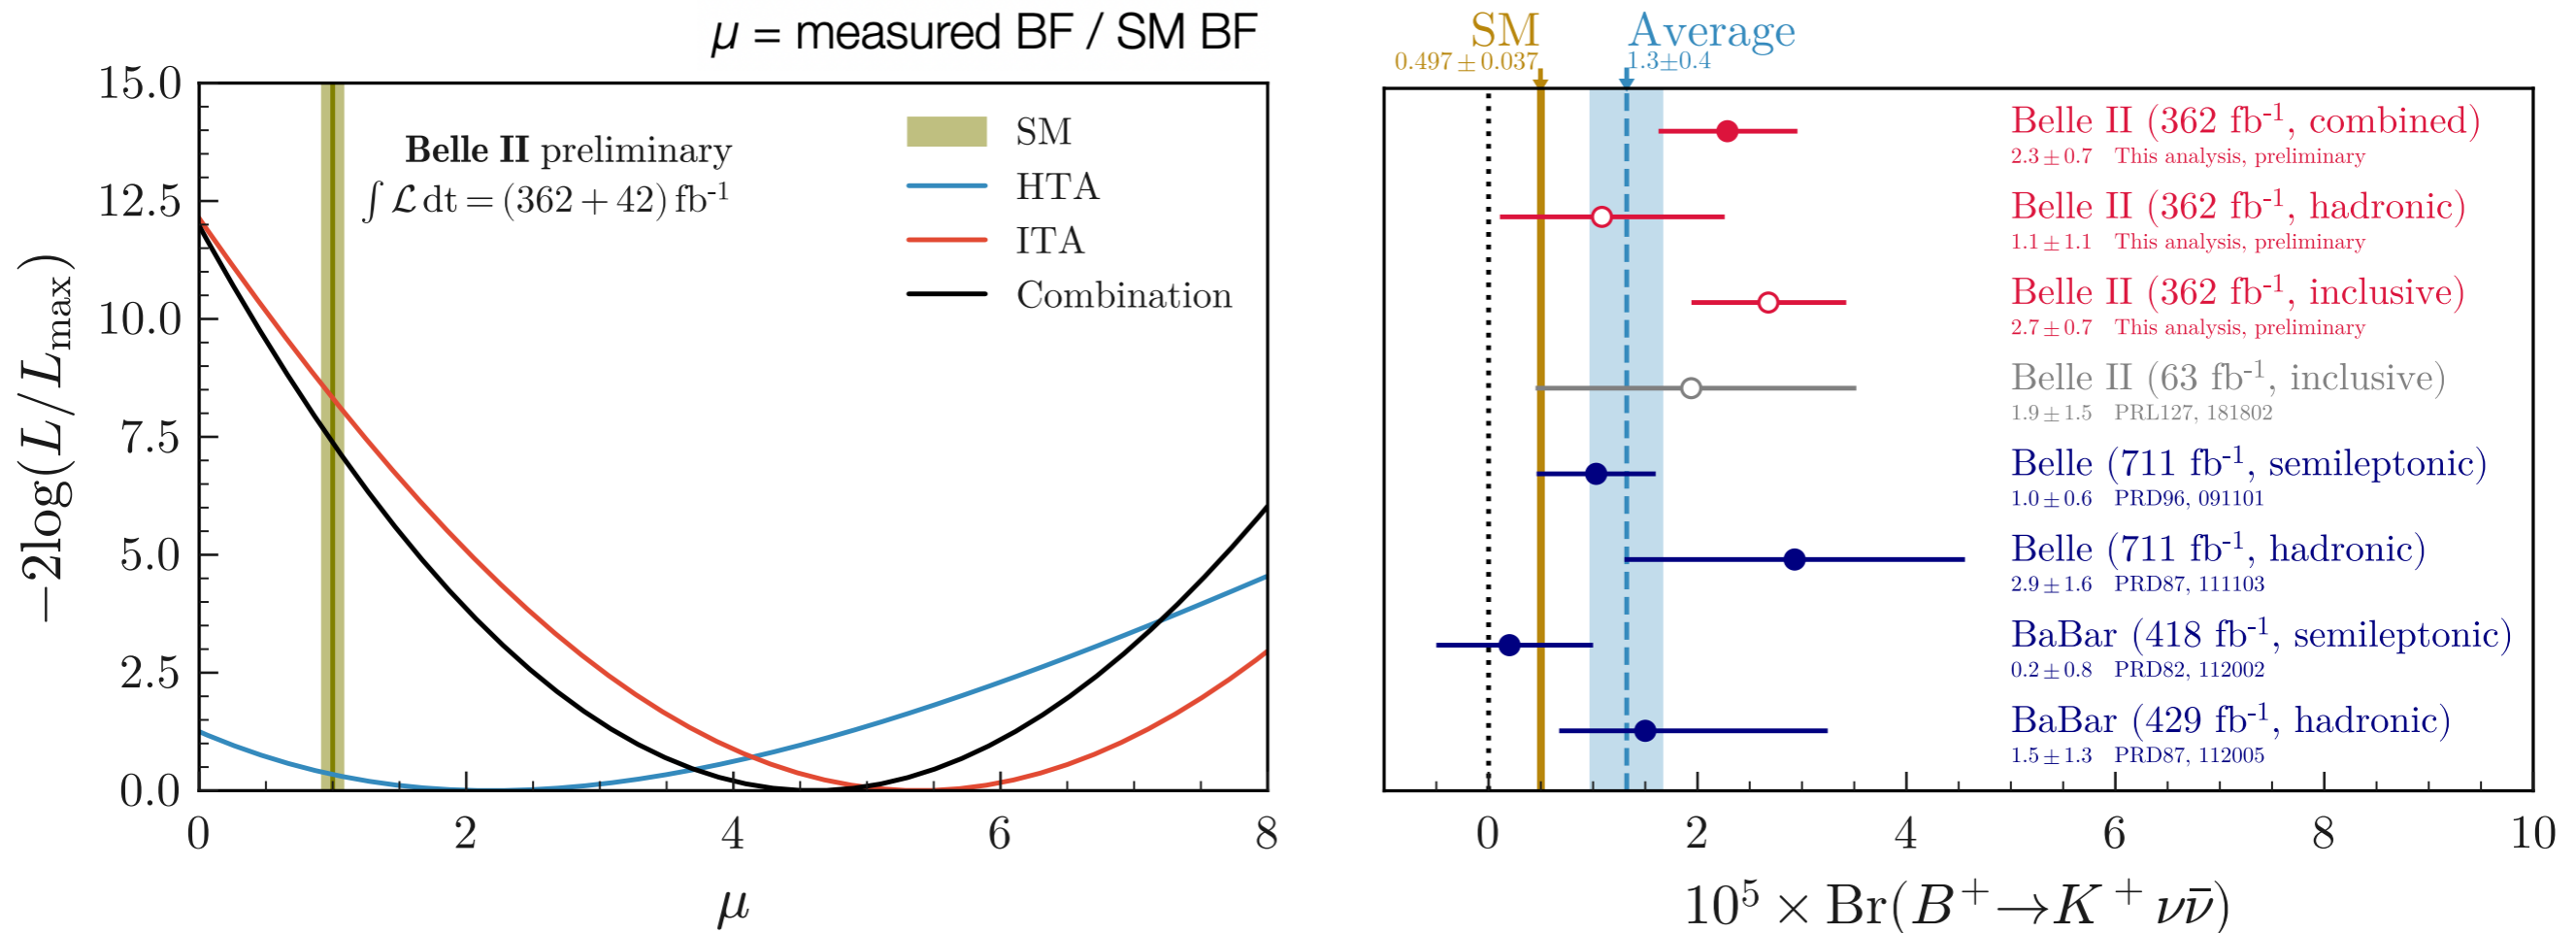 μ = measured BF / SM BF
15.0
12.5
10.0
7.5
5.0
2.5
0.0
−2log(L/L_max)
Belle II preliminary
∫ℒdt = (362 + 42) fb⁻¹
SM
HTA
ITA
Combination
0 2 4 6 8
μ
SM
0.497 ± 0.037
Average
1.3±0.4
Belle II (362 fb⁻¹, combined)
2.3 ± 0.7 This analysis, preliminary
Belle II (362 fb⁻¹, hadronic)
1.1 ± 1.1 This analysis, preliminary
Belle II (362 fb⁻¹, inclusive)
2.7 ± 0.7 This analysis, preliminary
Belle II (63 fb⁻¹, inclusive)
1.9 ± 1.5 PRL127, 181802
Belle (711 fb⁻¹, semileptonic)
1.0 ± 0.6 PRD96, 091101
Belle (711 fb⁻¹, hadronic)
2.9 ± 1.6 PRD87, 111103
BaBar (418 fb⁻¹, semileptonic)
0.2 ± 0.8 PRD82, 112002
BaBar (429 fb⁻¹, hadronic)
1.5 ± 1.3 PRD87, 112005
0 2 4 6 8 10
10⁵ × Br(B⁺→K⁺νν̄)